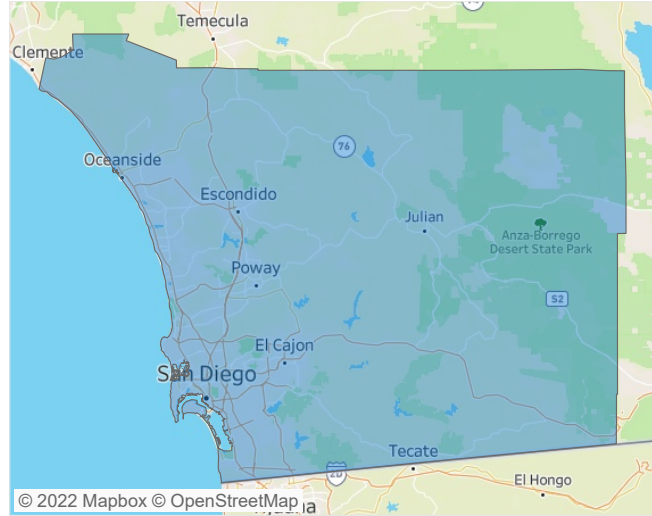 Temecula
Clemente
76
Oceanside
Escondido
Julian
Anza-Borrego
Desert State Park
Poway
S2
El Cajon
San Diego
Tecate
2D
El Hongo
© 2022 Mapbox © OpenStreetMap